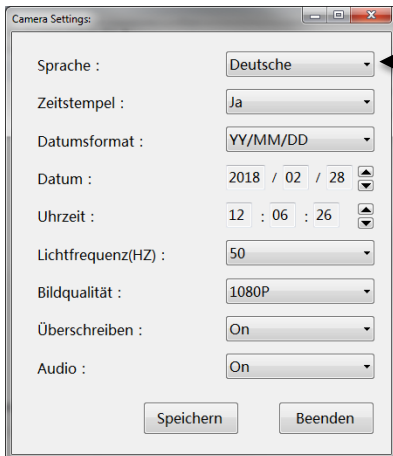 Camera Settings:
Sprache : Deutsche
Zeitstempel : Ja
Datumsformat : YY/MM/DD
Datum : 2018 / 02 / 28
Uhrzeit : 12 : 06 : 26
Lichtfrequenz(HZ) : 50
Bildqualität : 1080P
Überschreiben : On
Audio : On
Speichern Beenden